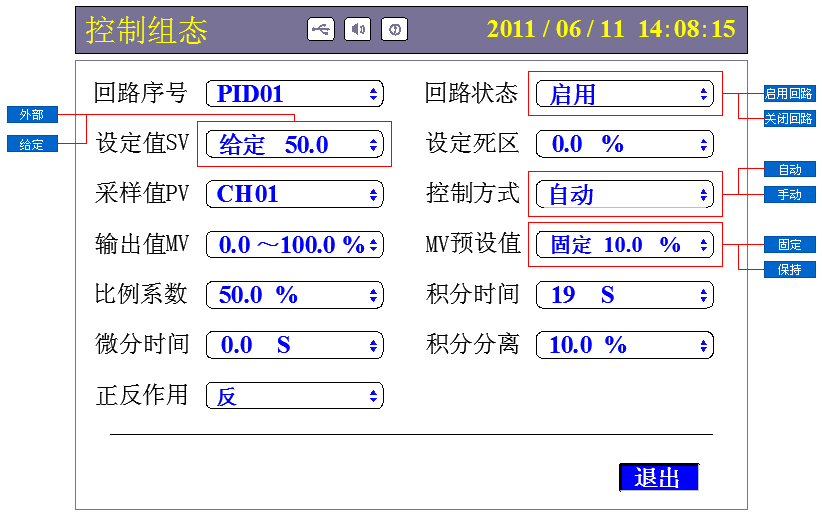 控制组态 2011 / 06 / 11 14:08:15
回路序号 PID01 回路状态 启用
启用回路
关闭回路
外部
给定
设定值SV 给定 50.0 设定死区 0.0 %
采样值PV CH01 控制方式 自动
自动
手动
输出值MV 0.0 ～100.0 % MV预设值 固定 10.0 %
固定
保持
比例系数 50.0 % 积分时间 19 S
微分时间 0.0 S 积分分离 10.0 %
正反作用 反
退出